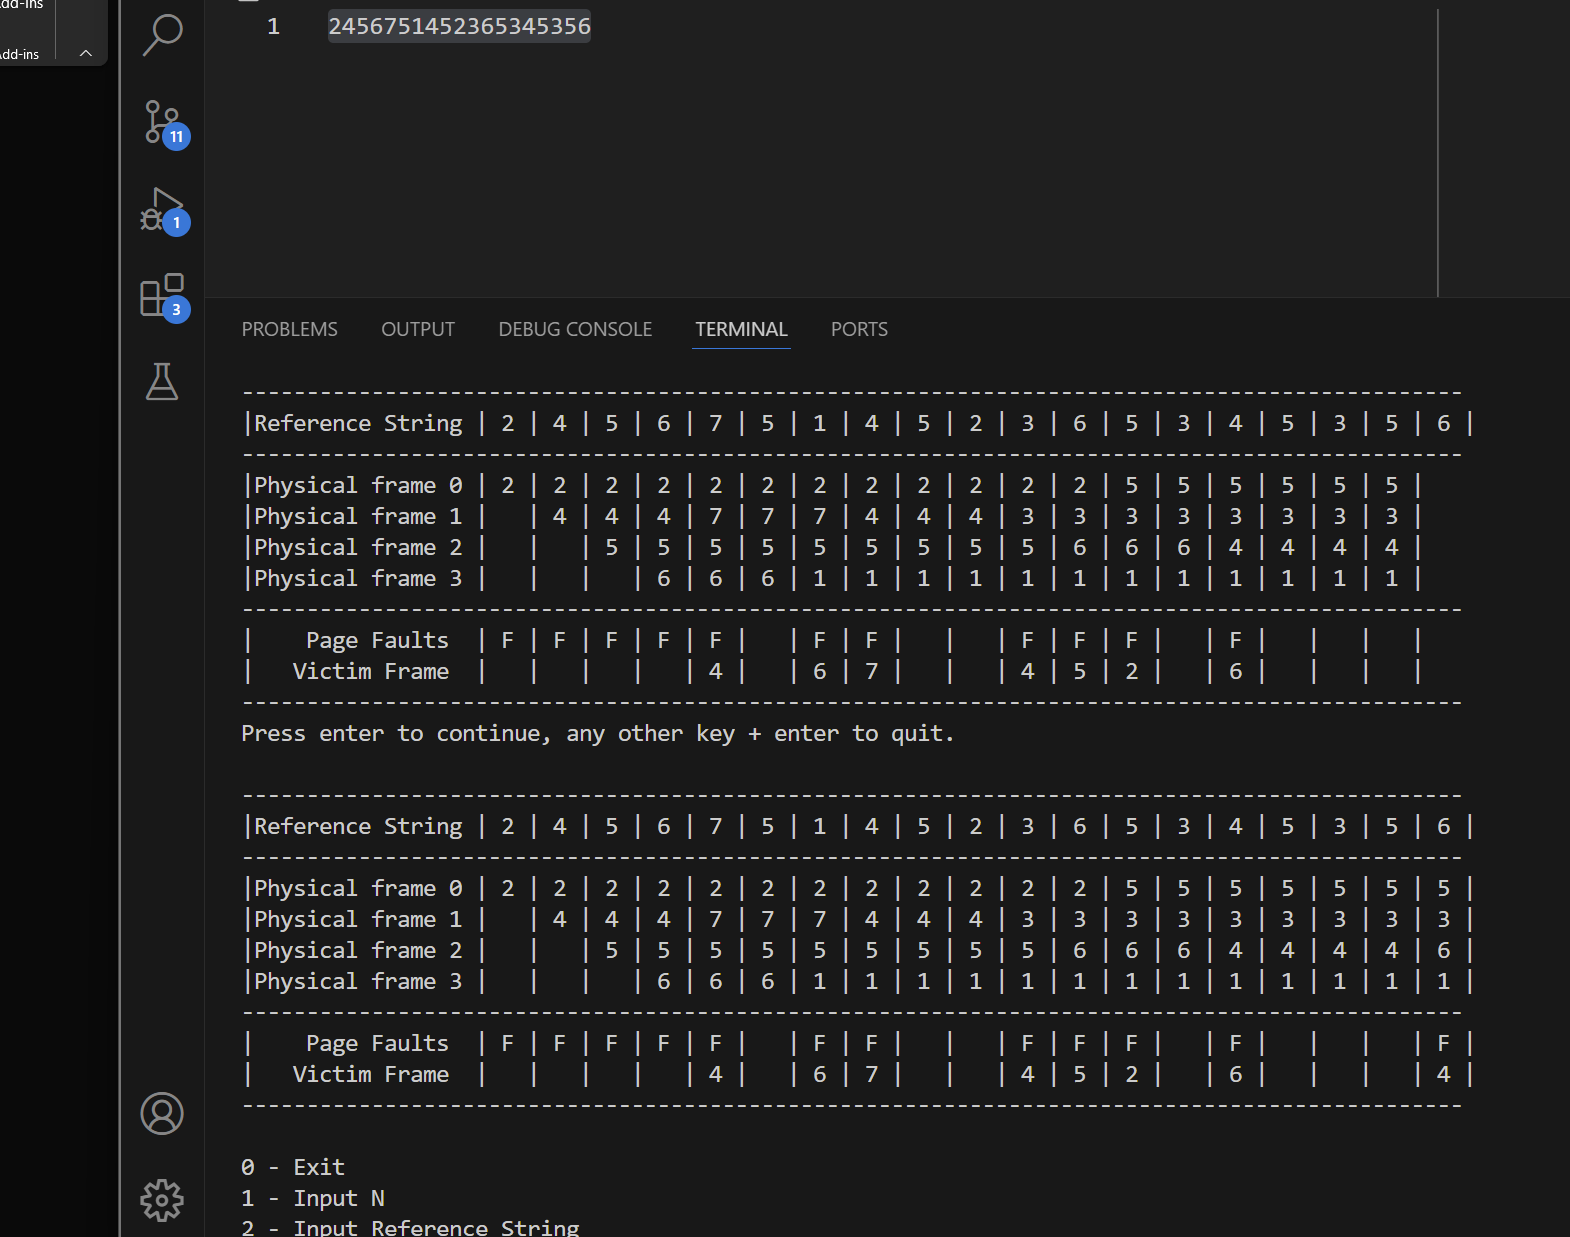 Add-ins
Add-ins
11
1
3
1 2456751452365345356
PROBLEMS OUTPUT DEBUG CONSOLE TERMINAL PORTS
----------------------------------------------------------------------------------------------
|Reference String | 2 | 4 | 5 | 6 | 7 | 5 | 1 | 4 | 5 | 2 | 3 | 6 | 5 | 3 | 4 | 5 | 3 | 5 | 6 |
----------------------------------------------------------------------------------------------
|Physical frame 0 | 2 | 2 | 2 | 2 | 2 | 2 | 2 | 2 | 2 | 2 | 2 | 2 | 5 | 5 | 5 | 5 | 5 | 5 |
|Physical frame 1 |   | 4 | 4 | 4 | 7 | 7 | 7 | 4 | 4 | 4 | 3 | 3 | 3 | 3 | 3 | 3 | 3 | 3 |
|Physical frame 2 |   |   | 5 | 5 | 5 | 5 | 5 | 5 | 5 | 5 | 5 | 6 | 6 | 6 | 4 | 4 | 4 | 4 |
|Physical frame 3 |   |   |   | 6 | 6 | 6 | 1 | 1 | 1 | 1 | 1 | 1 | 1 | 1 | 1 | 1 | 1 | 1 |
----------------------------------------------------------------------------------------------
|    Page Faults  | F | F | F | F | F |   | F | F |   |   | F | F | F |   | F |   |   |   |
|   Victim Frame  |   |   |   |   | 4 |   | 6 | 7 |   |   | 4 | 5 | 2 |   | 6 |   |   |   |
----------------------------------------------------------------------------------------------
Press enter to continue, any other key + enter to quit.
----------------------------------------------------------------------------------------------
|Reference String | 2 | 4 | 5 | 6 | 7 | 5 | 1 | 4 | 5 | 2 | 3 | 6 | 5 | 3 | 4 | 5 | 3 | 5 | 6 |
----------------------------------------------------------------------------------------------
|Physical frame 0 | 2 | 2 | 2 | 2 | 2 | 2 | 2 | 2 | 2 | 2 | 2 | 2 | 5 | 5 | 5 | 5 | 5 | 5 | 5 |
|Physical frame 1 |   | 4 | 4 | 4 | 7 | 7 | 7 | 4 | 4 | 4 | 3 | 3 | 3 | 3 | 3 | 3 | 3 | 3 | 3 |
|Physical frame 2 |   |   | 5 | 5 | 5 | 5 | 5 | 5 | 5 | 5 | 5 | 6 | 6 | 6 | 4 | 4 | 4 | 4 | 6 |
|Physical frame 3 |   |   |   | 6 | 6 | 6 | 1 | 1 | 1 | 1 | 1 | 1 | 1 | 1 | 1 | 1 | 1 | 1 | 1 |
----------------------------------------------------------------------------------------------
|    Page Faults  | F | F | F | F | F |   | F | F |   |   | F | F | F |   | F |   |   |   | F |
|   Victim Frame  |   |   |   |   | 4 |   | 6 | 7 |   |   | 4 | 5 | 2 |   | 6 |   |   |   | 4 |
----------------------------------------------------------------------------------------------
0 - Exit
1 - Input N
2 - Input Reference String